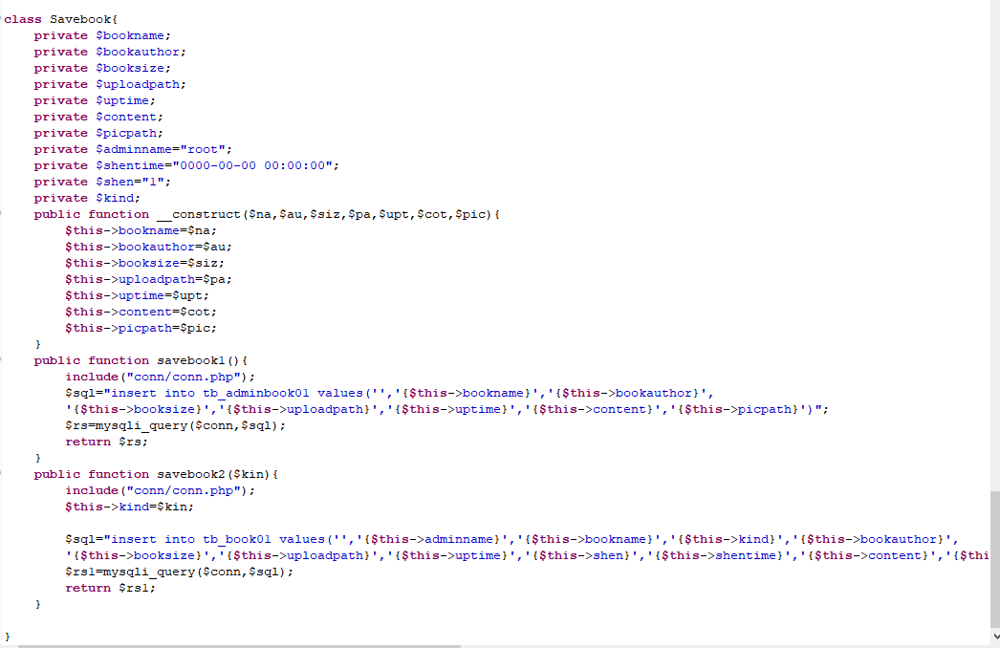 class Savebook{
private $bookname;
private $bookauthor;
private $booksize;
private $uploadpath;
private $uptime;
private $content;
private $picpath;
private $adminname="root";
private $shentime="0000-00-00 00:00:00";
private $shen="1";
private $kind;
public function __construct($na,$au,$siz,$pa,$upt,$cot,$pic){
$this->bookname=$na;
$this->bookauthor=$au;
$this->booksize=$siz;
$this->uploadpath=$pa;
$this->uptime=$upt;
$this->content=$cot;
$this->picpath=$pic;
}
public function savebook1(){
include("conn/conn.php");
$sql="insert into tb_adminbook01 values('','{$this->bookname}','{$this->bookauthor}',
'{$this->booksize}','{$this->uploadpath}','{$this->uptime}','{$this->content}','{$this->picpath}')";
$rs=mysqli_query($conn,$sql);
return $rs;
}
public function savebook2($kin){
include("conn/conn.php");
$this->kind=$kin;
$sql="insert into tb_book01 values('','{$this->adminname}','{$this->bookname}','{$this->kind}','{$this->bookauthor}',
'{$this->booksize}','{$this->uploadpath}','{$this->uptime}','{$this->shen}','{$this->shentime}','{$this->content}','{$thi
$rs1=mysqli_query($conn,$sql);
return $rs1;
}
}